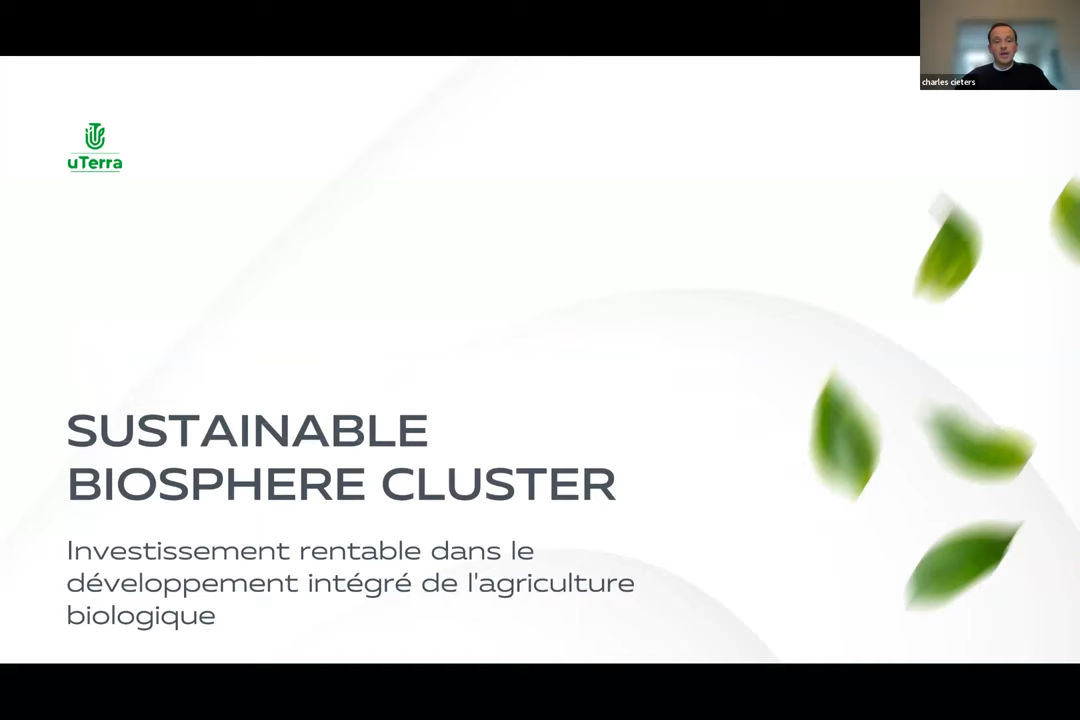 charles cieters
uTerra
SUSTAINABLE
BIOSPHERE CLUSTER
Investissement rentable dans le
développement intégré de l'agriculture
biologique